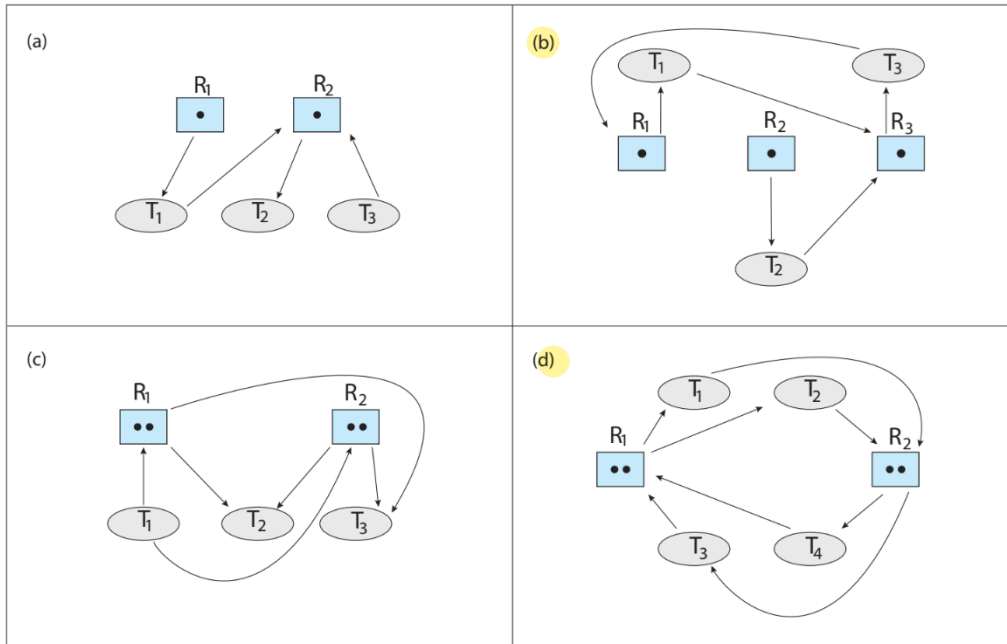 (a)
R1 R2
T1 T2 T3
(b)
T1 T3
R1 R2 R3
T2
(c)
R1 R2
T1 T2 T3
(d)
T1 T2
R1 R2
T3 T4